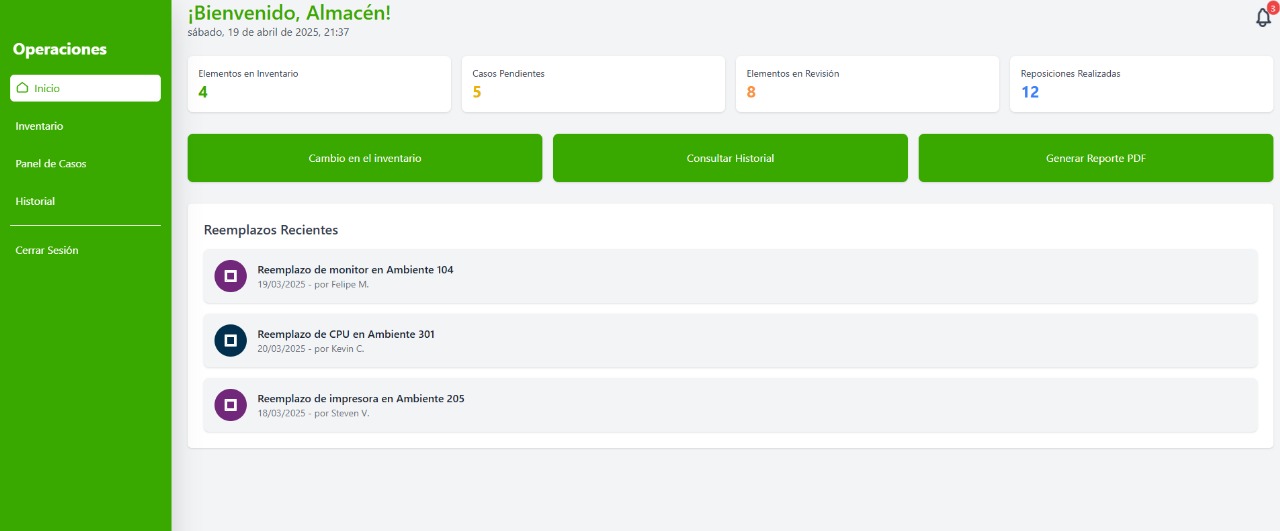 Operaciones
Inicio
Inventario
Panel de Casos
Historial
Cerrar Sesión
¡Bienvenido, Almacén!
sábado, 19 de abril de 2025, 21:37
3
Elementos en Inventario
4
Casos Pendientes
5
Elementos en Revisión
8
Reposiciones Realizadas
12
Cambio en el inventario
Consultar Historial
Generar Reporte PDF
Reemplazos Recientes
Reemplazo de monitor en Ambiente 104
19/03/2025 - por Felipe M.
Reemplazo de CPU en Ambiente 301
20/03/2025 - por Kevin C.
Reemplazo de impresora en Ambiente 205
18/03/2025 - por Steven V.